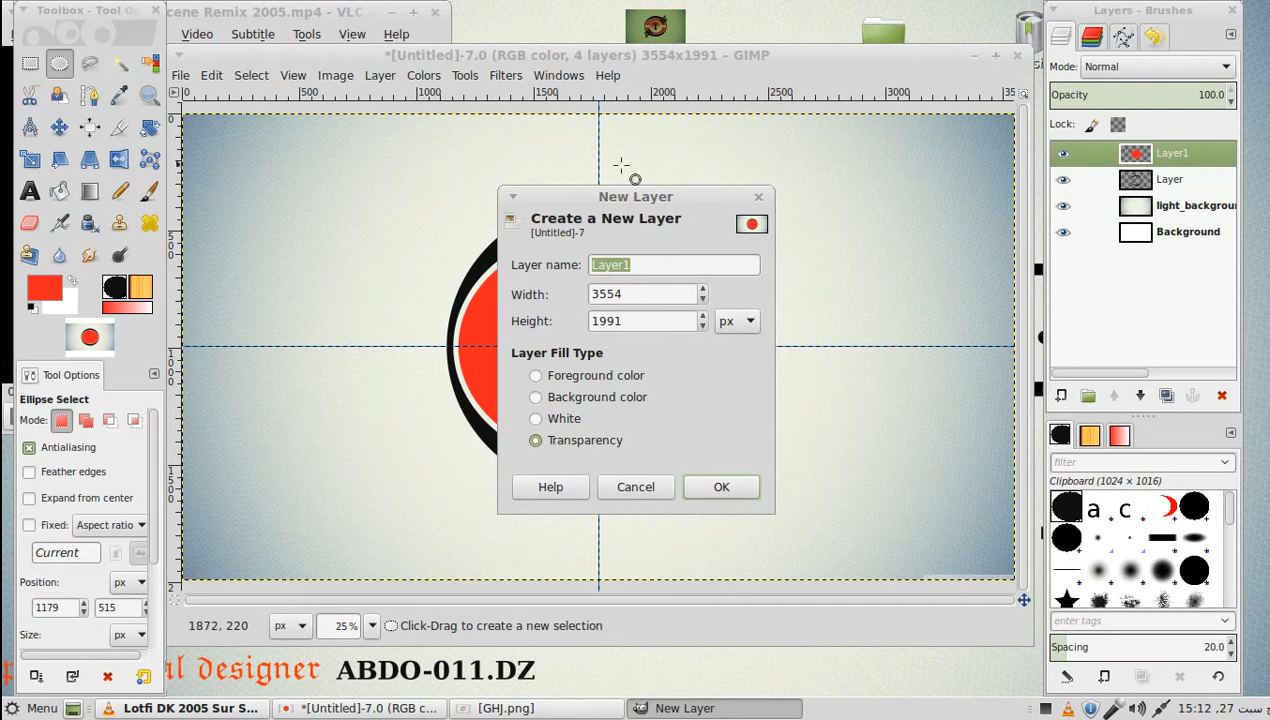 Toolbox - Tool Opt
cene Remix 2005.mp4 - VLC
Layers - Brushes
Video Subtitle Tools View Help
*[Untitled]-7.0 (RGB color, 4 layers) 3554x1991 – GIMP
File Edit Select View Image Layer Colors Tools Filters Windows Help
0 500 1000 1500 2000 2500 3000 35
Mode: Normal
Opacity 100.0
Lock:
Layer1
Layer
light_backgrour
Background
New Layer
Create a New Layer
[Untitled]-7
Layer name: Layer1
Width: 3554
Height: 1991 px
Layer Fill Type
Foreground color
Background color
White
Transparency
Help Cancel OK
Tool Options
Ellipse Select
Mode:
Antialiasing
Feather edges
Expand from center
Fixed: Aspect ratio
Current
Position: px
1179 515
Size: px
filter
Clipboard (1024 × 1016)
a c
enter tags
Spacing 20.0
1872, 220 px 25% Click-Drag to create a new selection
al designer ABDO-011.DZ
Menu Lotfi DK 2005 Sur S... *[Untitled]-7.0 (RGB c... [GHJ.png] New Layer 15:12 ,27 سبت